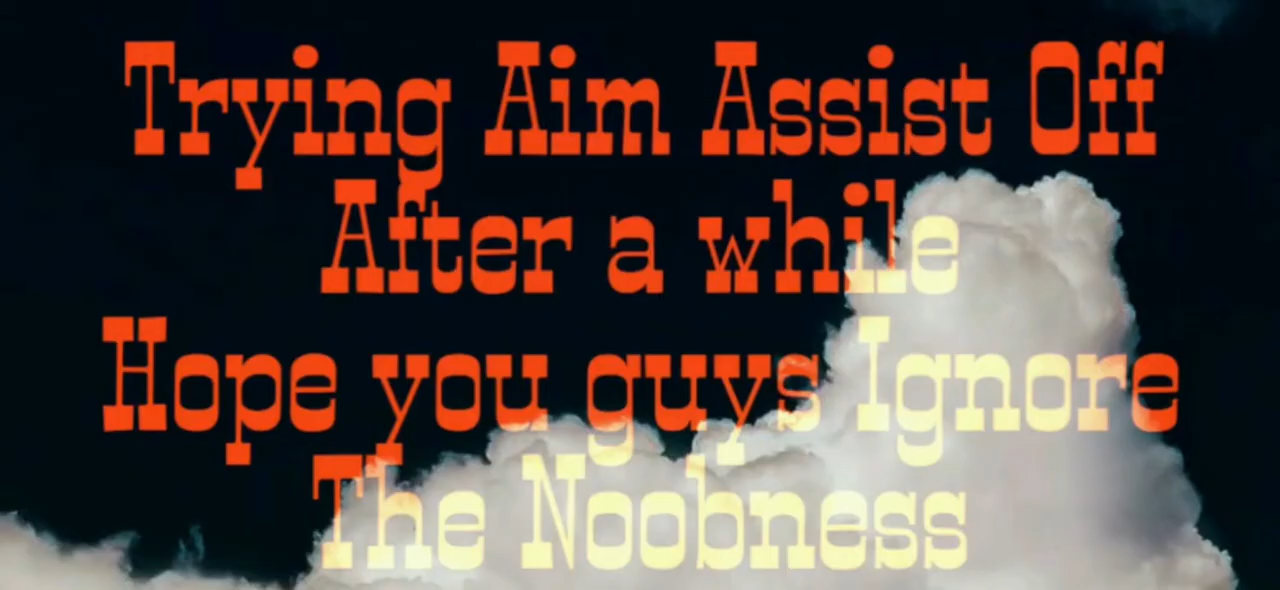 Trying Aim Assist Off
After a while
Hope you guys Ignore
The Noobness